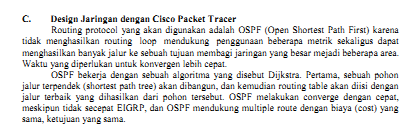 C. Design Jaringan dengan Cisco Packet Tracer
Routing protocol yang akan digunakan adalah OSPF (Open Shortest Path First) karena
tidak menghasilkan routing loop mendukung penggunaan beberapa metrik sekaligus dapat
menghasilkan banyak jalur ke sebuah tujuan membagi jaringan yang besar mejadi beberapa area.
Waktu yang diperlukan untuk konvergen lebih cepat.
OSPF bekerja dengan sebuah algoritma yang disebut Dijkstra. Pertama, sebuah pohon
jalur terpendek (shortest path tree) akan dibangun, dan kemudian routing table akan diisi dengan
jalur terbaik yang dihasilkan dari pohon tersebut. OSPF melakukan converge dengan cepat,
meskipun tidak secepat EIGRP, dan OSPF mendukung multiple route dengan biaya (cost) yang
sama, ketujuan yang sama.